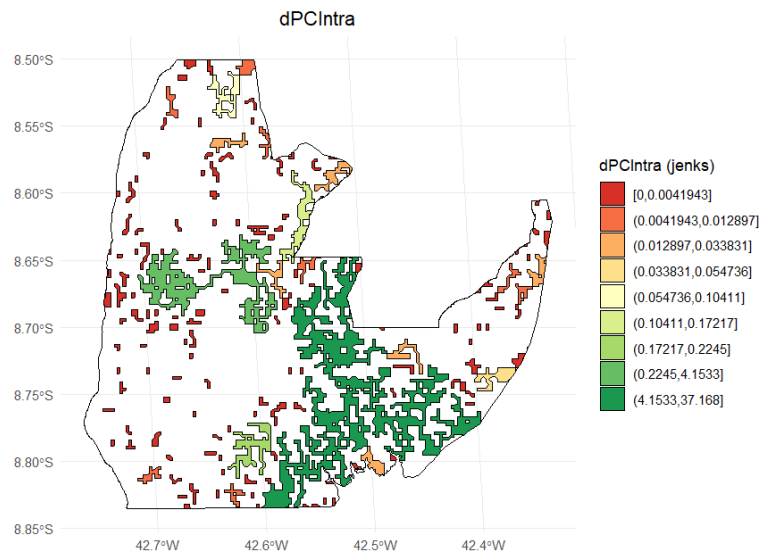 dPCIntra
8.50°S
8.55°S
8.60°S
8.65°S
8.70°S
8.75°S
8.80°S
8.85°S
42.7°W
42.6°W
42.5°W
42.4°W
dPCIntra (jenks)
[0,0.0041943]
(0.0041943,0.012897]
(0.012897,0.033831]
(0.033831,0.054736]
(0.054736,0.10411]
(0.10411,0.17217]
(0.17217,0.2245]
(0.2245,4.1533]
(4.1533,37.168]